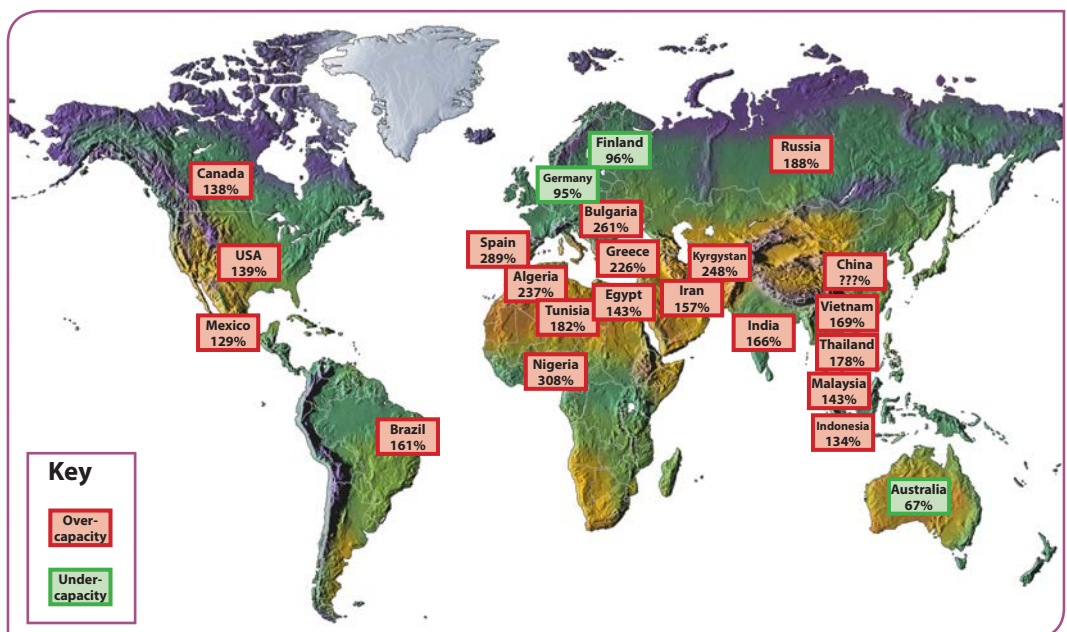 Finland
96%
Russia
188%
Canada
138%
Germany
95%
Bulgaria
261%
Spain
289%
Greece
226%
Kyrgystan
248%
USA
139%
China
???%
Algeria
237%
Egypt
143%
Iran
157%
Tunisia
182%
Vietnam
169%
Mexico
129%
India
166%
Thailand
178%
Nigeria
308%
Malaysia
143%
Brazil
161%
Indonesia
134%
Australia
67%
Key
Over-
capacity
Under-
capacity